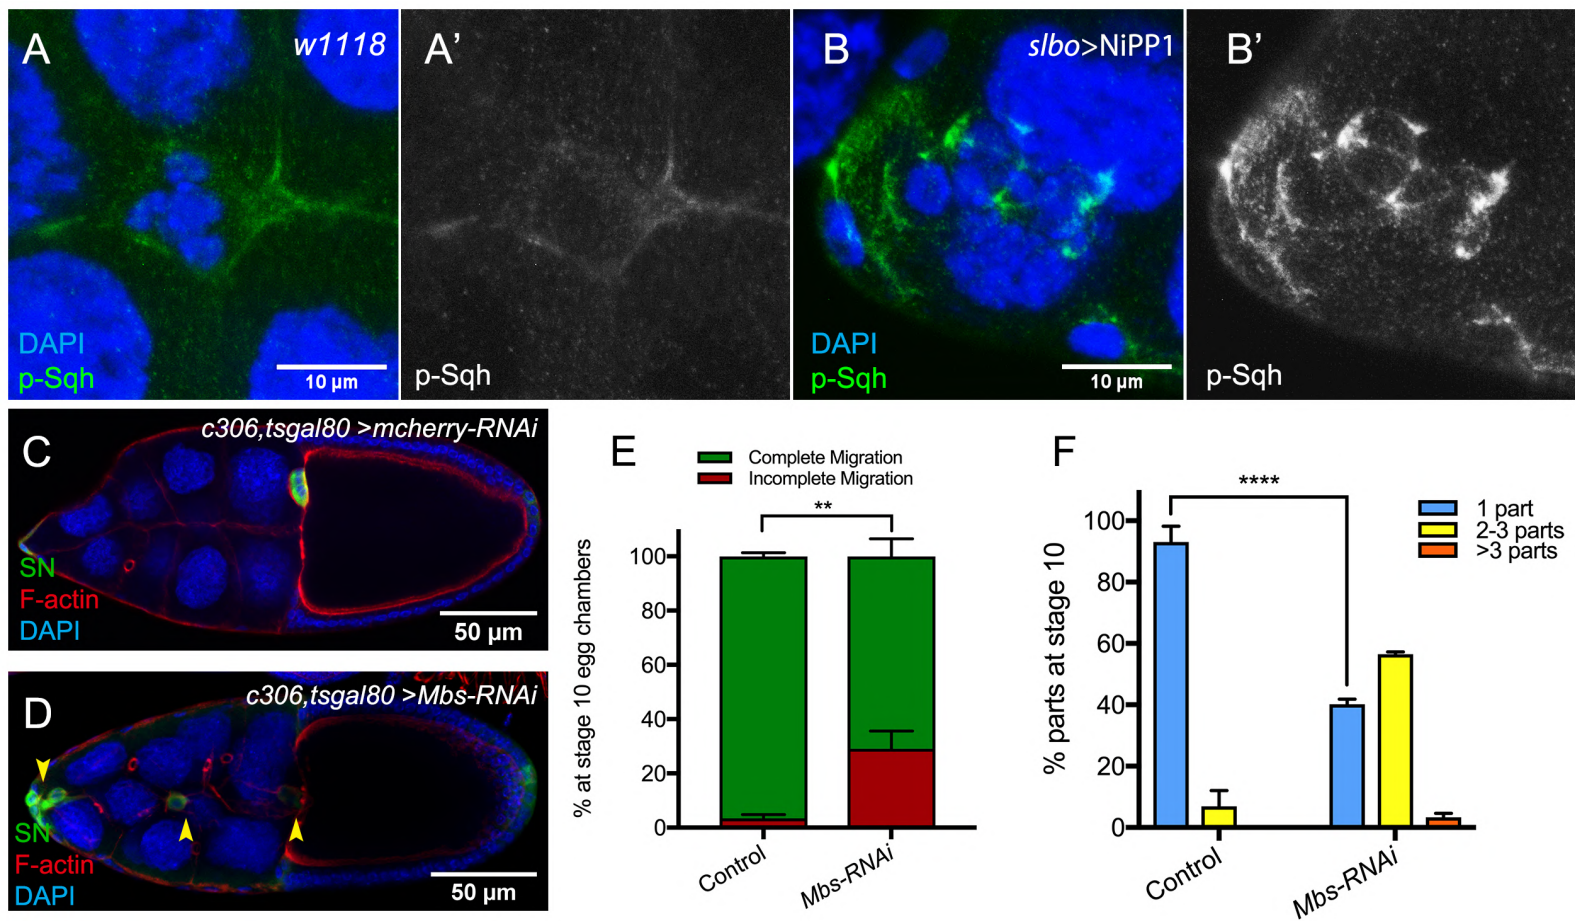 A
w1118
DAPI
p-Sqh
10 µm
A’
p-Sqh
B
slbo>NiPP1
DAPI
p-Sqh
10 µm
B’
p-Sqh
C
c306,tsgal80 >mcherry-RNAi
SN
F-actin
DAPI
50 µm
D
c306,tsgal80 >Mbs-RNAi
SN
F-actin
DAPI
50 µm
E
Complete Migration
Incomplete Migration
**
% at stage 10 egg chambers
100
80
60
40
20
0
Control
Mbs-RNAi
F
****
1 part
2-3 parts
>3 parts
% parts at stage 10
100
80
60
40
20
0
Control
Mbs-RNAi